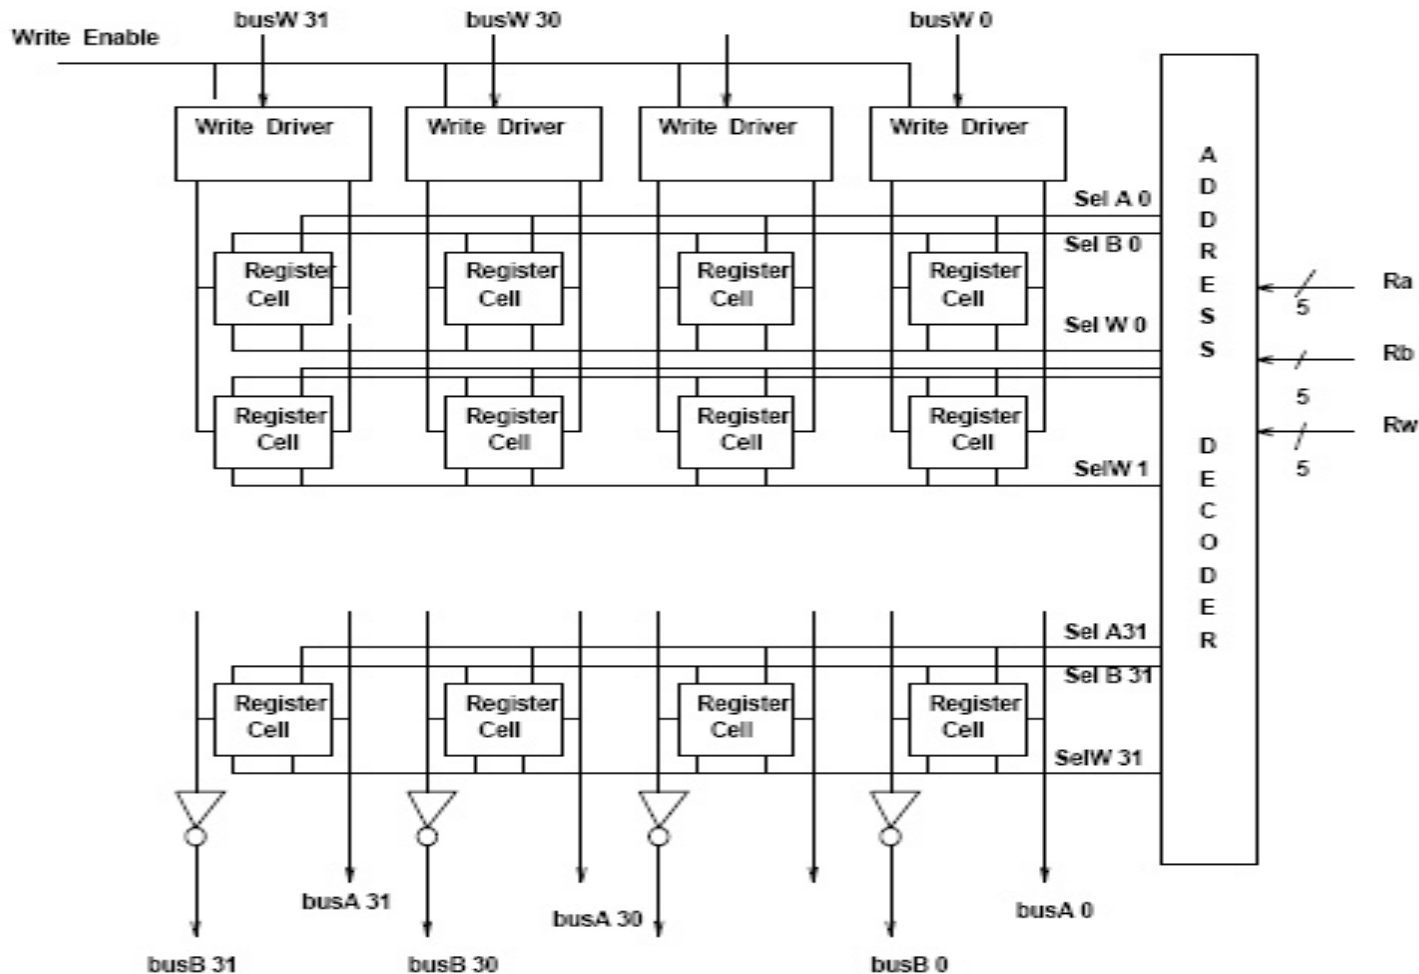 busW 31
busW 30
busW 0
Write Enable
Write Driver
Write Driver
Write Driver
Write Driver
A
D
D
R
E
S
S
D
E
C
O
D
E
R
Sel A 0
Sel B 0
Register
Cell
Register
Cell
Register
Cell
Register
Cell
Sel W 0
Ra
5
Rb
5
Rw
5
Register
Cell
Register
Cell
Register
Cell
Register
Cell
SelW 1
Sel A31
Sel B 31
Register
Cell
Register
Cell
Register
Cell
Register
Cell
SelW 31
busA 31
busA 30
busA 0
busB 31
busB 30
busB 0